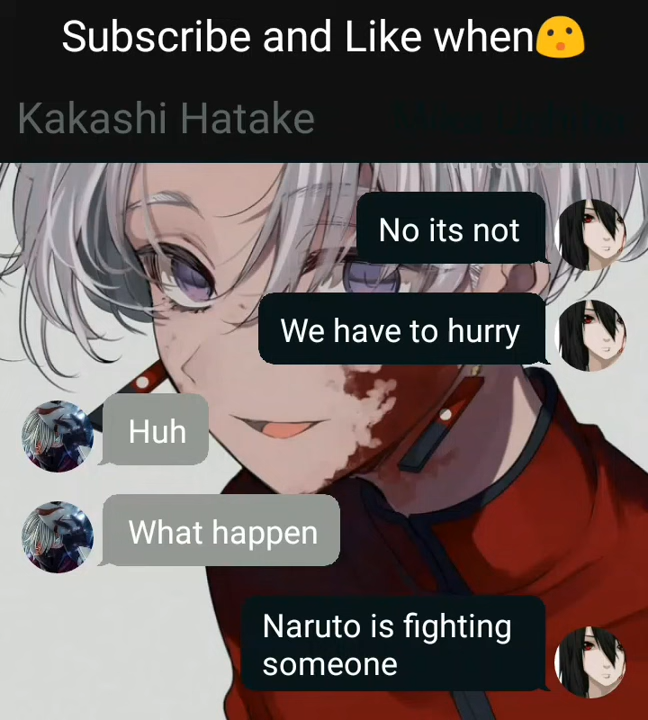 Subscribe and Like when😮
Kakashi Hatake
No its not
We have to hurry
Huh
What happen
Naruto is fighting
someone